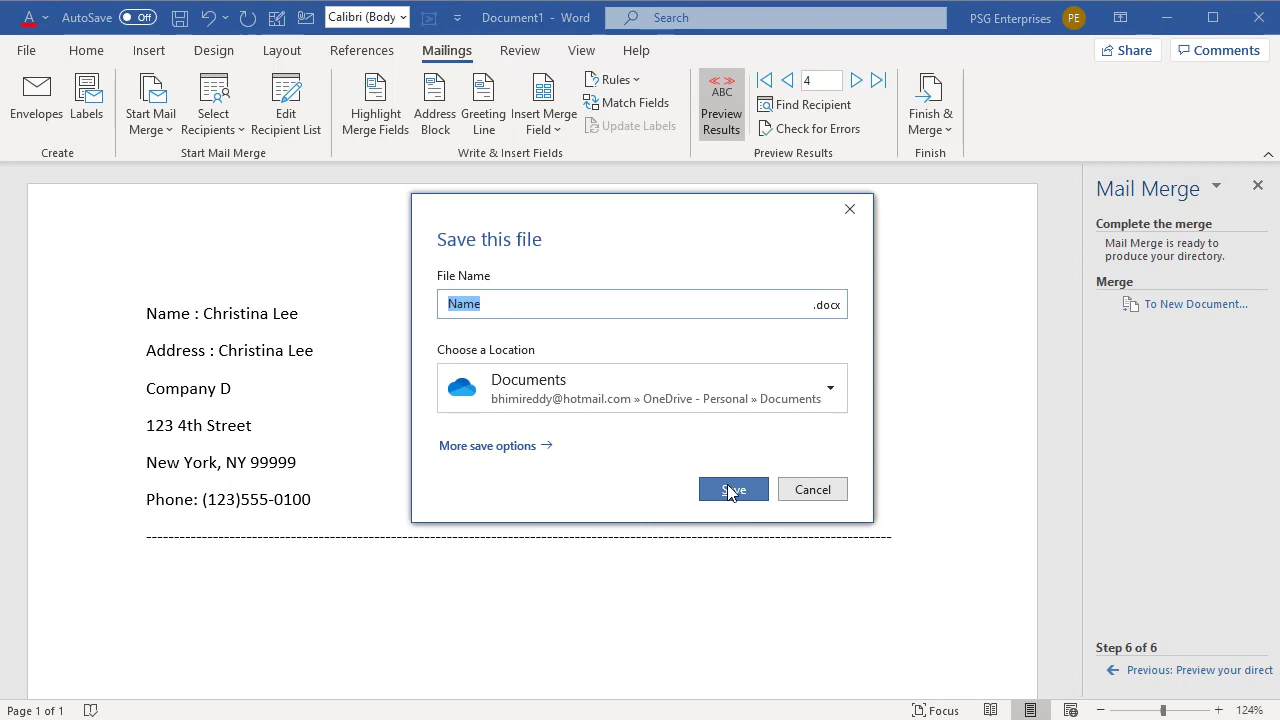 AutoSave Off Calibri (Body Document1 - Word Search PSG Enterprises PE
File Home Insert Design Layout References Mailings Review View Help Share Comments
Envelopes
Labels
Create
Start Mail
Merge
Select
Recipients
Edit
Recipient List
Start Mail Merge
Highlight
Merge Fields
Address
Block
Greeting
Line
Insert Merge
Field
Rules
Match Fields
Update Labels
Write & Insert Fields
ABC
Preview
Results
4
Find Recipient
Check for Errors
Preview Results
Finish &
Merge
Finish
Name : Christina Lee
Address : Christina Lee
Company D
123 4th Street
New York, NY 99999
Phone: (123)555-0100
Save this file
File Name
Name .docx
Choose a Location
Documents
bhimireddy@hotmail.com » OneDrive - Personal » Documents
More save options
Save Cancel
Mail Merge
Complete the merge
Mail Merge is ready to
produce your directory.
Merge
To New Document...
Step 6 of 6
Previous: Preview your direct
Page 1 of 1 Focus 124%